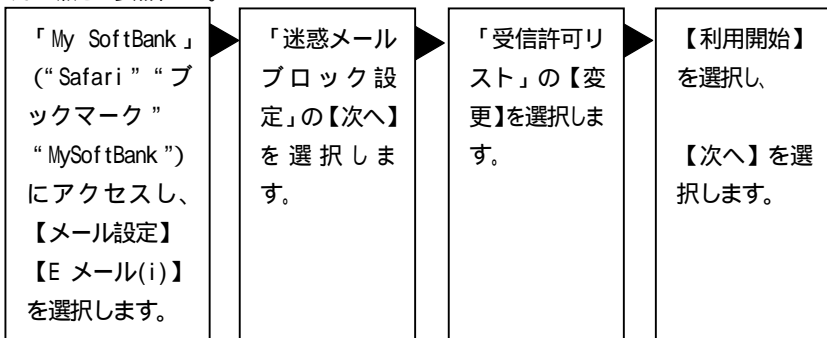 「My SoftBank」
(“Safari”“ブ
ックマーク”
“MySoftBank”)
にアクセスし、
【メール設定】
【E メール(i)】
を選択します。
「迷惑メール
ブロック設
定」の【次へ】
を選択しま
す。
「受信許可リ
スト」の【変
更】を選択しま
す。
【利用開始】
を選択し、
【次へ】を選
択します。